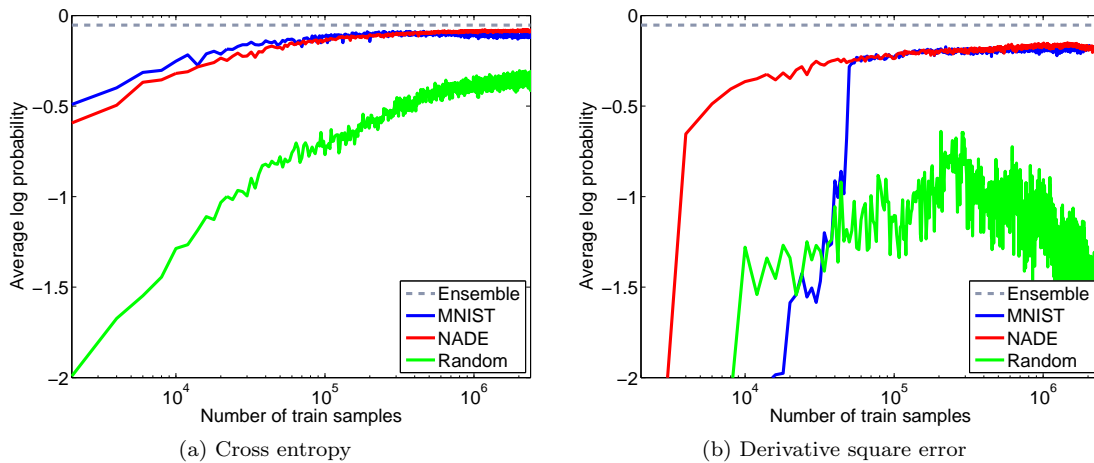 0
−0.5
−1
−1.5
−2
Average log probability
10^4
10^5
10^6
Number of train samples
Ensemble
MNIST
NADE
Random
(a) Cross entropy
0
−0.5
−1
−1.5
−2
Average log probability
10^4
10^5
10^6
Number of train samples
Ensemble
MNIST
NADE
Random
(b) Derivative square error